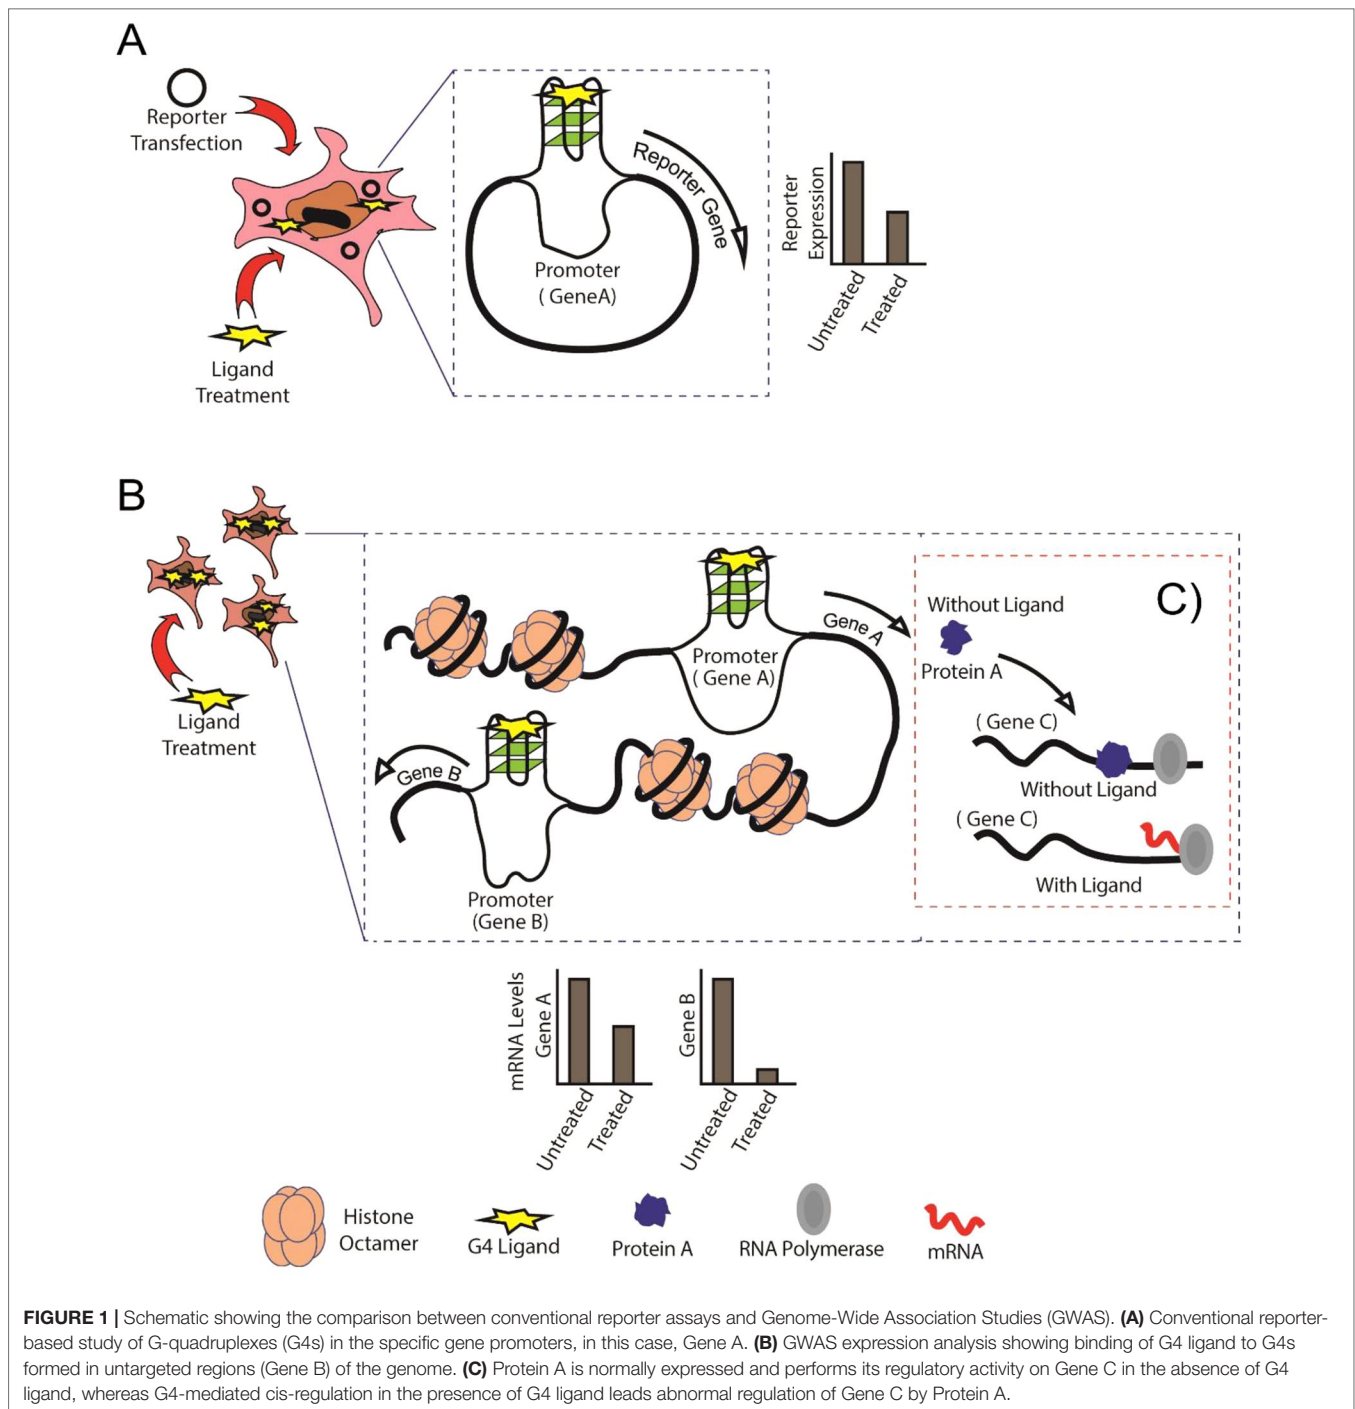 A
Reporter
Transfection
Ligand
Treatment
Reporter Gene
Promoter
( GeneA)
Reporter
Expression
Untreated
Treated
B
Ligand
Treatment
Promoter
( Gene A)
Gene A
Gene B
Promoter
(Gene B)
C)
Without Ligand
Protein A
( Gene C)
Without Ligand
( Gene C)
With Ligand
mRNA Levels
Gene A
Untreated
Treated
Gene B
Untreated
Treated
Histone
Octamer
G4 Ligand
Protein A
RNA Polymerase
mRNA
FIGURE 1 | Schematic showing the comparison between conventional reporter assays and Genome-Wide Association Studies (GWAS). (A) Conventional reporter-
based study of G-quadruplexes (G4s) in the specific gene promoters, in this case, Gene A. (B) GWAS expression analysis showing binding of G4 ligand to G4s
formed in untargeted regions (Gene B) of the genome. (C) Protein A is normally expressed and performs its regulatory activity on Gene C in the absence of G4
ligand, whereas G4-mediated cis-regulation in the presence of G4 ligand leads abnormal regulation of Gene C by Protein A.